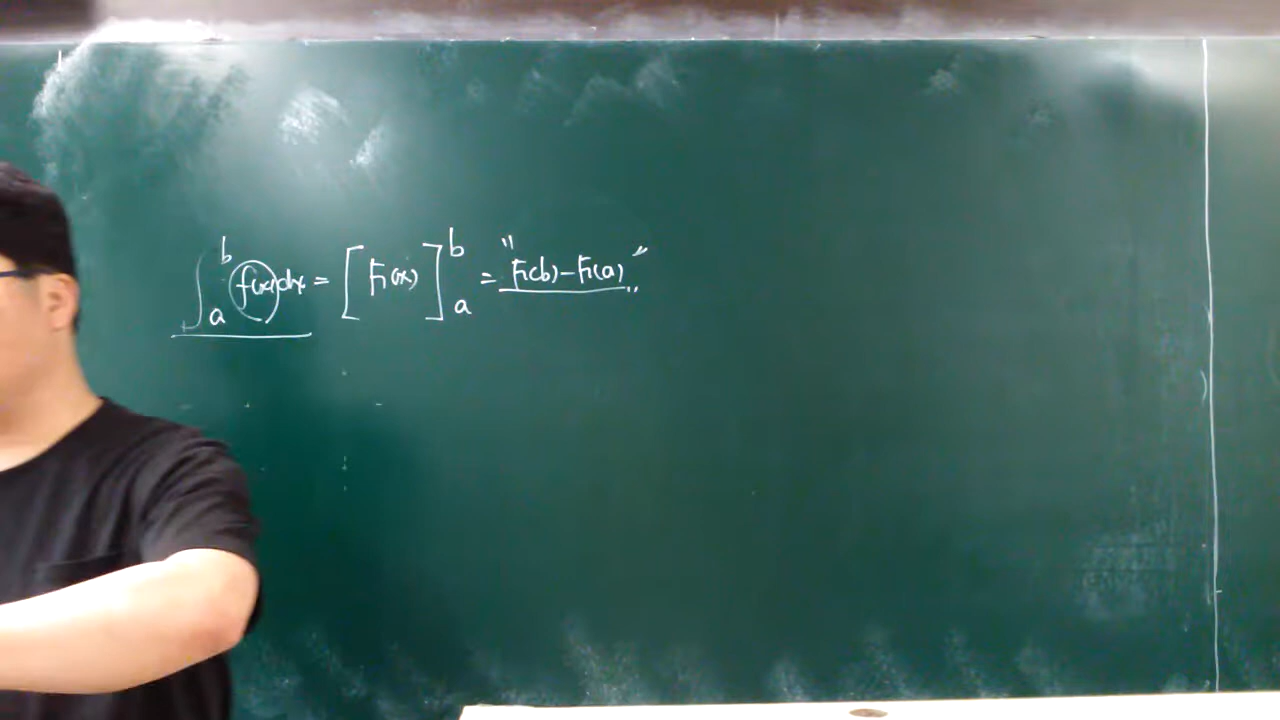 ∫_a^b f(x)dx = [F(x)]_a^b = "F(b)-F(a)"